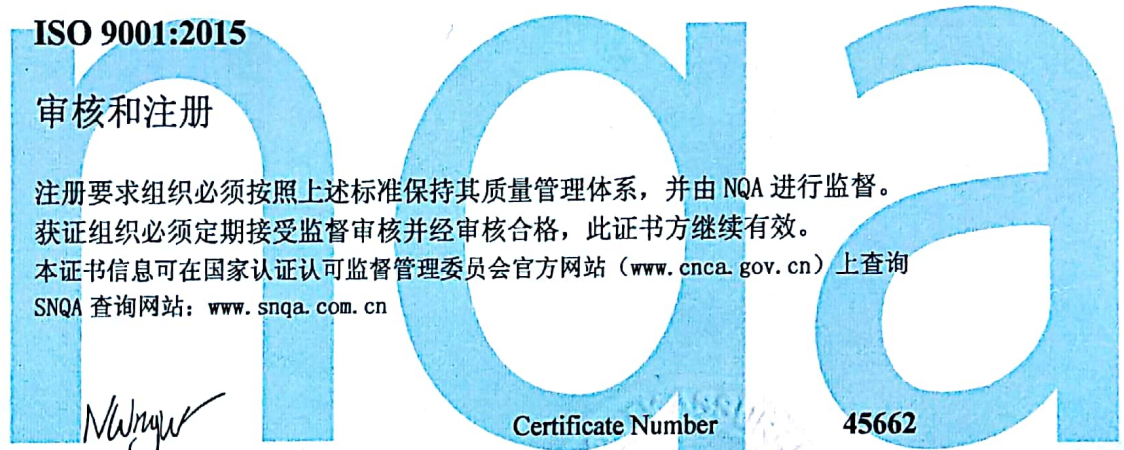 ISO 9001:2015
审核和注册
注册要求组织必须按照上述标准保持其质量管理体系，并由 NQA 进行监督。
获证组织必须定期接受监督审核并经审核合格，此证书方继续有效。
本证书信息可在国家认证认可监督管理委员会官方网站（www.cnca.gov.cn）上查询
SNQA 查询网站：www.snqa.com.cn
nqa
Certificate Number 45662